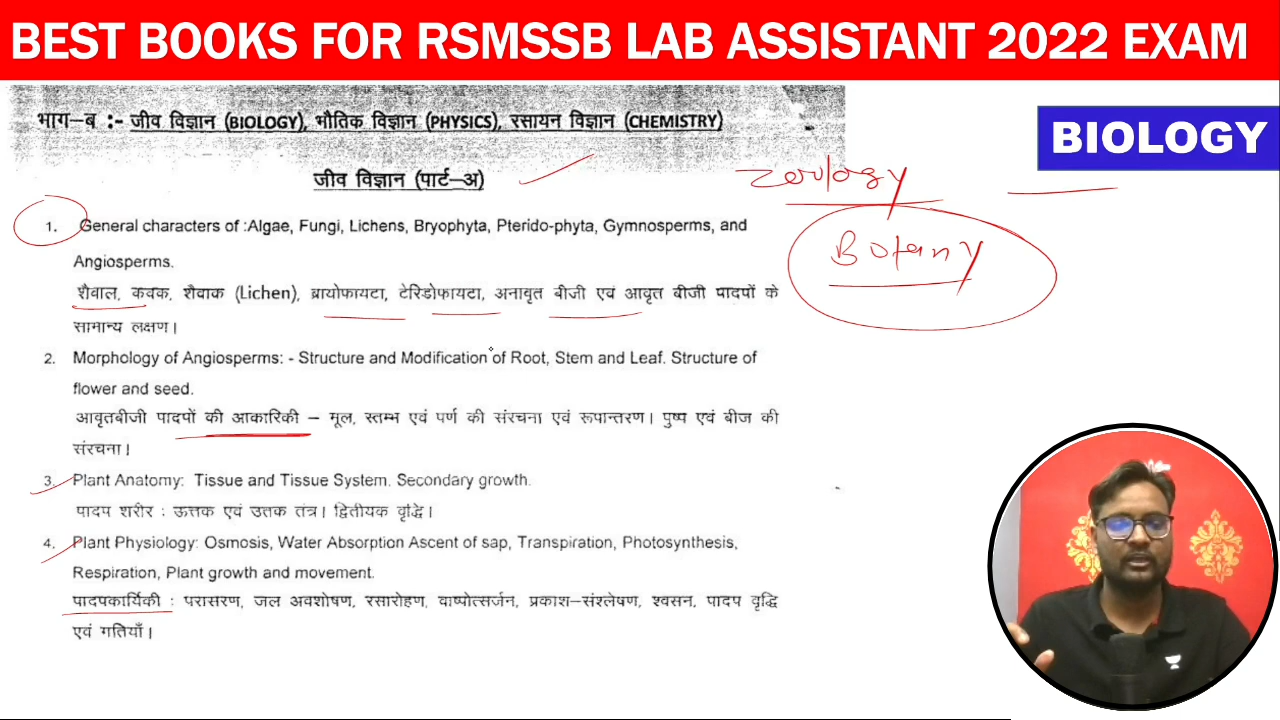 BEST BOOKS FOR RSMSSB LAB ASSISTANT 2022 EXAM
भाग–ब :- जीव विज्ञान (BIOLOGY), भौतिक विज्ञान (PHYSICS), रसायन विज्ञान (CHEMISTRY)
BIOLOGY
जीव विज्ञान (पार्ट–अ)
Zoology
Botany
1. General characters of :Algae, Fungi, Lichens, Bryophyta, Pterido-phyta, Gymnosperms, and
Angiosperms.
शैवाल, कवक, शैवाक (Lichen), ब्रायोफायटा, टेरिडोफायटा, अनावृत बीजी एवं आवृत बीजी पादपों के
सामान्य लक्षण।
2. Morphology of Angiosperms: - Structure and Modification of Root, Stem and Leaf. Structure of
flower and seed.
आवृतबीजी पादपों की आकारिकी – मूल, स्तम्भ एवं पर्ण की संरचना एवं रूपान्तरण। पुष्प एवं बीज की
संरचना।
3. Plant Anatomy: Tissue and Tissue System. Secondary growth.
पादप शरीर : ऊत्तक एवं उत्तक तंत्र। द्वितीयक वृद्धि।
4. Plant Physiology: Osmosis, Water Absorption Ascent of sap, Transpiration, Photosynthesis,
Respiration, Plant growth and movement.
पादपकार्यिकी : परासरण, जल अवशोषण, रसारोहण, वाष्पोत्सर्जन, प्रकाश–संश्लेषण, श्वसन, पादप वृद्धि
एवं गतियाँ।